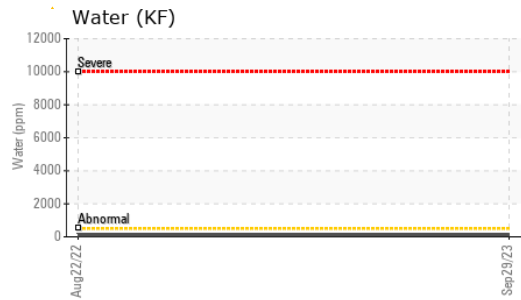 Water (KF)
12000
10000
8000
6000
4000
2000
0
Water (ppm)
Severe
Abnormal
Aug22/22
Sep29/23